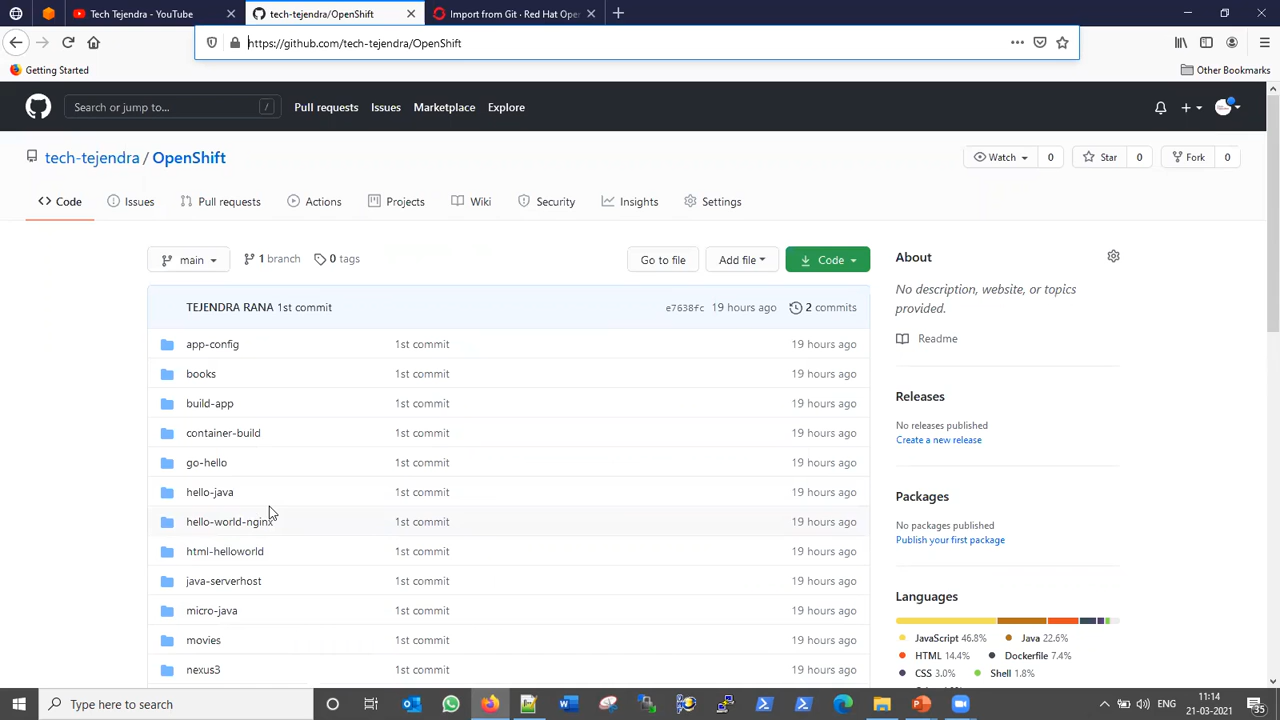 Tech Tejendra - YouTube
tech-tejendra/OpenShift
Import from Git · Red Hat Ope
https://github.com/tech-tejendra/OpenShift
Getting Started
Other Bookmarks
Search or jump to...
/
Pull requests
Issues
Marketplace
Explore
tech-tejendra / OpenShift
Watch 0
Star 0
Fork 0
Code
Issues
Pull requests
Actions
Projects
Wiki
Security
Insights
Settings
main
1 branch
0 tags
Go to file
Add file
Code
TEJENDRA RANA 1st commit
e7638fc 19 hours ago
2 commits
app-config 1st commit 19 hours ago
books 1st commit 19 hours ago
build-app 1st commit 19 hours ago
container-build 1st commit 19 hours ago
go-hello 1st commit 19 hours ago
hello-java 1st commit 19 hours ago
hello-world-nginx 1st commit 19 hours ago
html-helloworld 1st commit 19 hours ago
java-serverhost 1st commit 19 hours ago
micro-java 1st commit 19 hours ago
movies 1st commit 19 hours ago
nexus3 1st commit 19 hours ago
About
No description, website, or topics
provided.
Readme
Releases
No releases published
Create a new release
Packages
No packages published
Publish your first package
Languages
JavaScript 46.8%
Java 22.6%
HTML 14.4%
Dockerfile 7.4%
CSS 3.0%
Shell 1.8%
Type here to search
11:14
21-03-2021
35